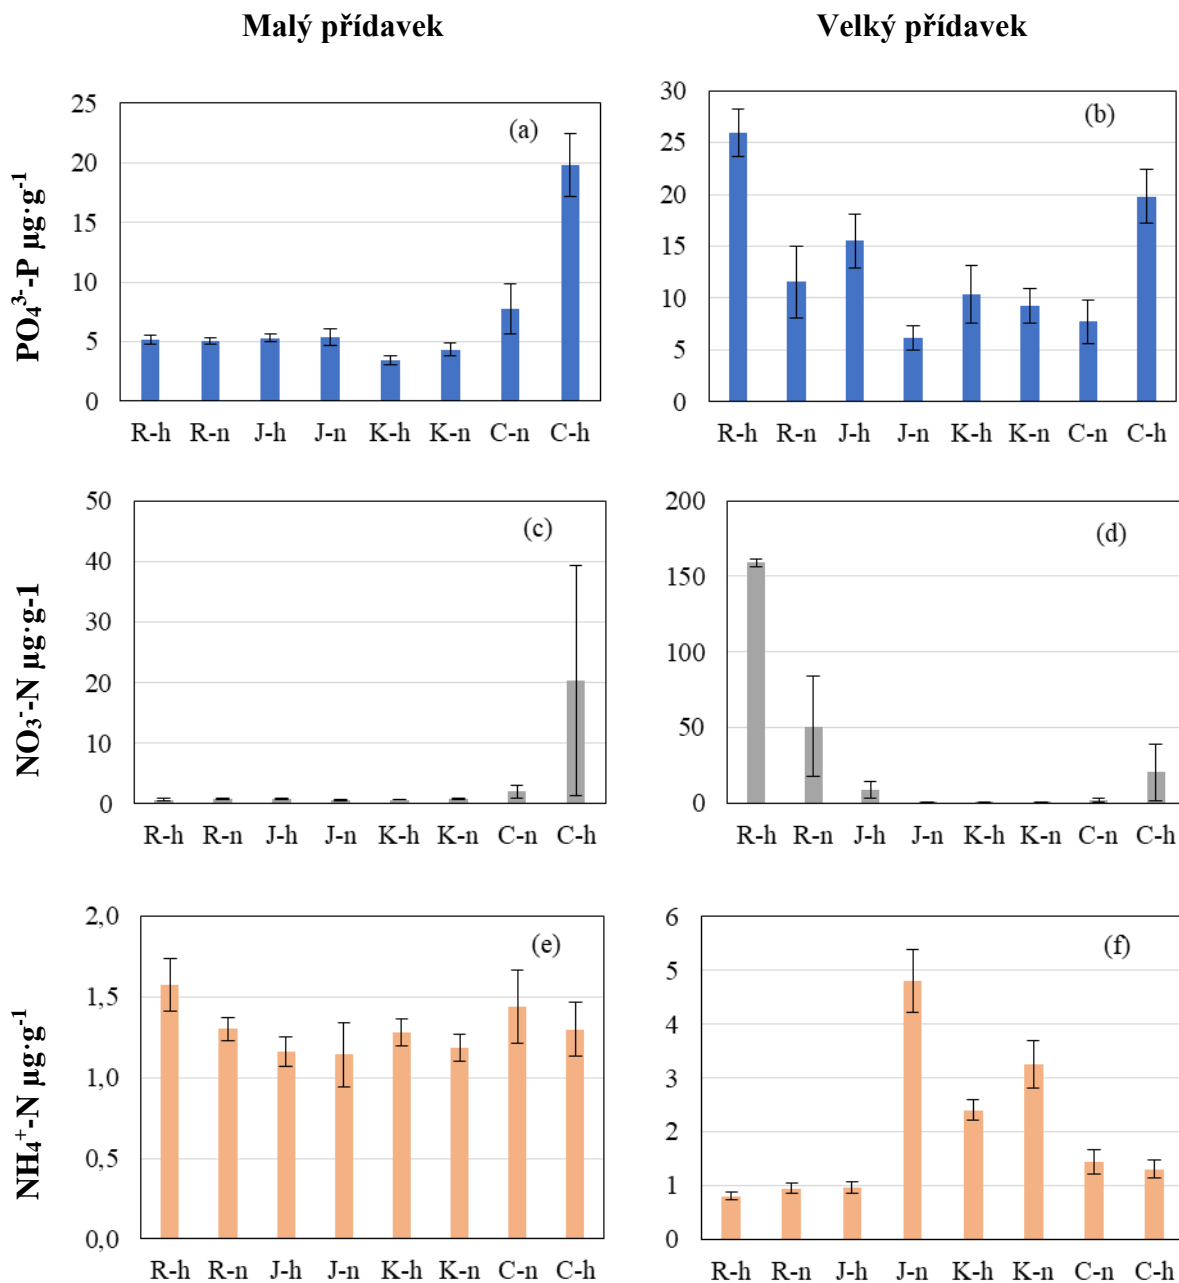 Malý přídavek
Velký přídavek
PO₄³⁻-P µg·g⁻¹
25
20
15
10
5
0
(a)
R-h R-n J-h J-n K-h K-n C-n C-h
30
25
20
15
10
5
0
(b)
R-h R-n J-h J-n K-h K-n C-n C-h
NO₃⁻-N µg·g-1
50
40
30
20
10
0
(c)
R-h R-n J-h J-n K-h K-n C-n C-h
200
150
100
50
0
(d)
R-h R-n J-h J-n K-h K-n C-n C-h
NH₄⁺-N µg·g⁻¹
2,0
1,5
1,0
0,5
0,0
(e)
R-h R-n J-h J-n K-h K-n C-n C-h
6
5
4
3
2
1
0
(f)
R-h R-n J-h J-n K-h K-n C-n C-h